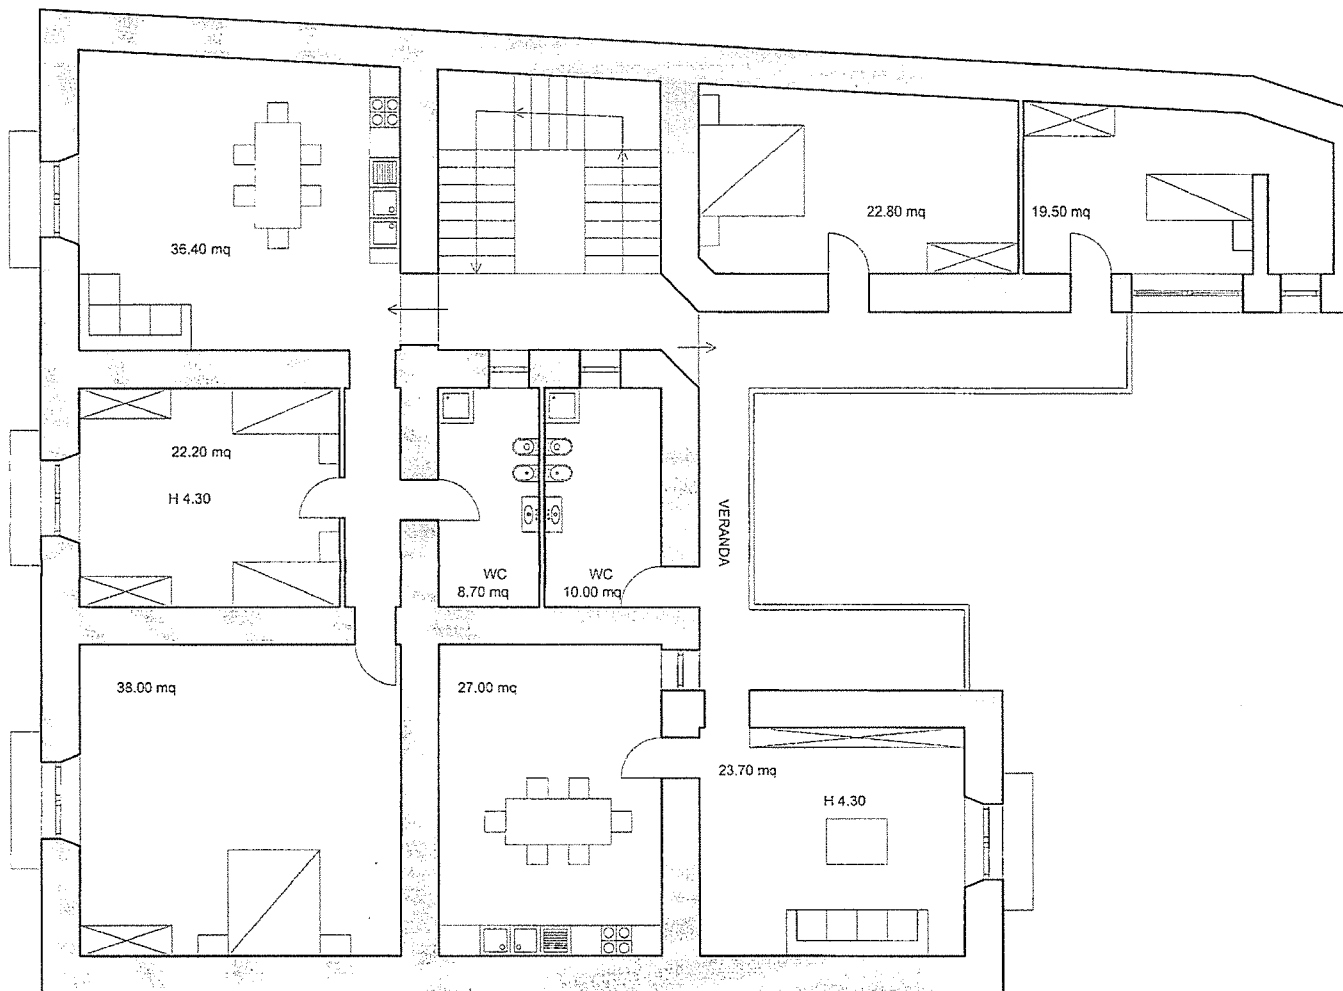 22.80 mq
19.50 mq
36.40 mq
22.20 mq
H 4.30
VERANDA
WC
8.70 mq
WC
10.00 mq
38.00 mq
27.00 mq
23.70 mq
H 4.30